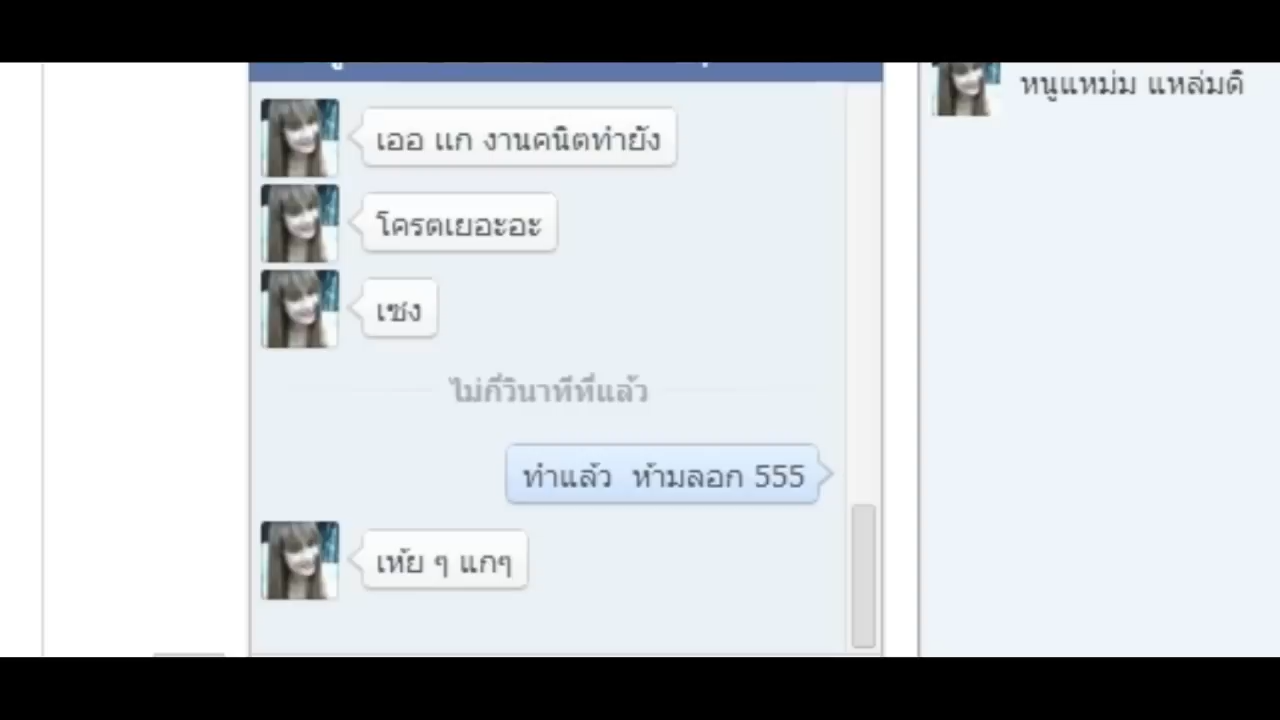 หนูแหม่ม แหล่มดิ
เออ แก งานคนิตทำยัง
โครตเยอะอะ
เซง
ไม่กี่วินาทีที่แล้ว
ทำแล้ว ห้ามลอก 555
เห้ย ๆ แกๆ